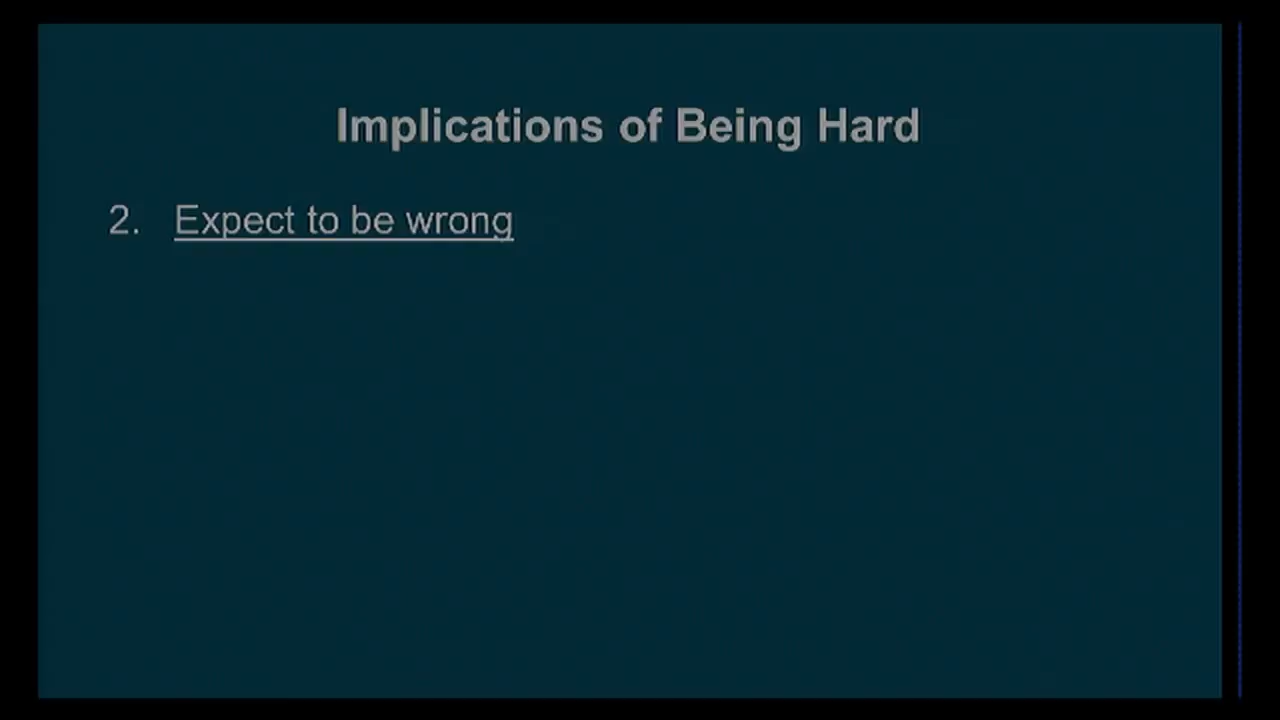 Implications of Being Hard
2. Expect to be wrong